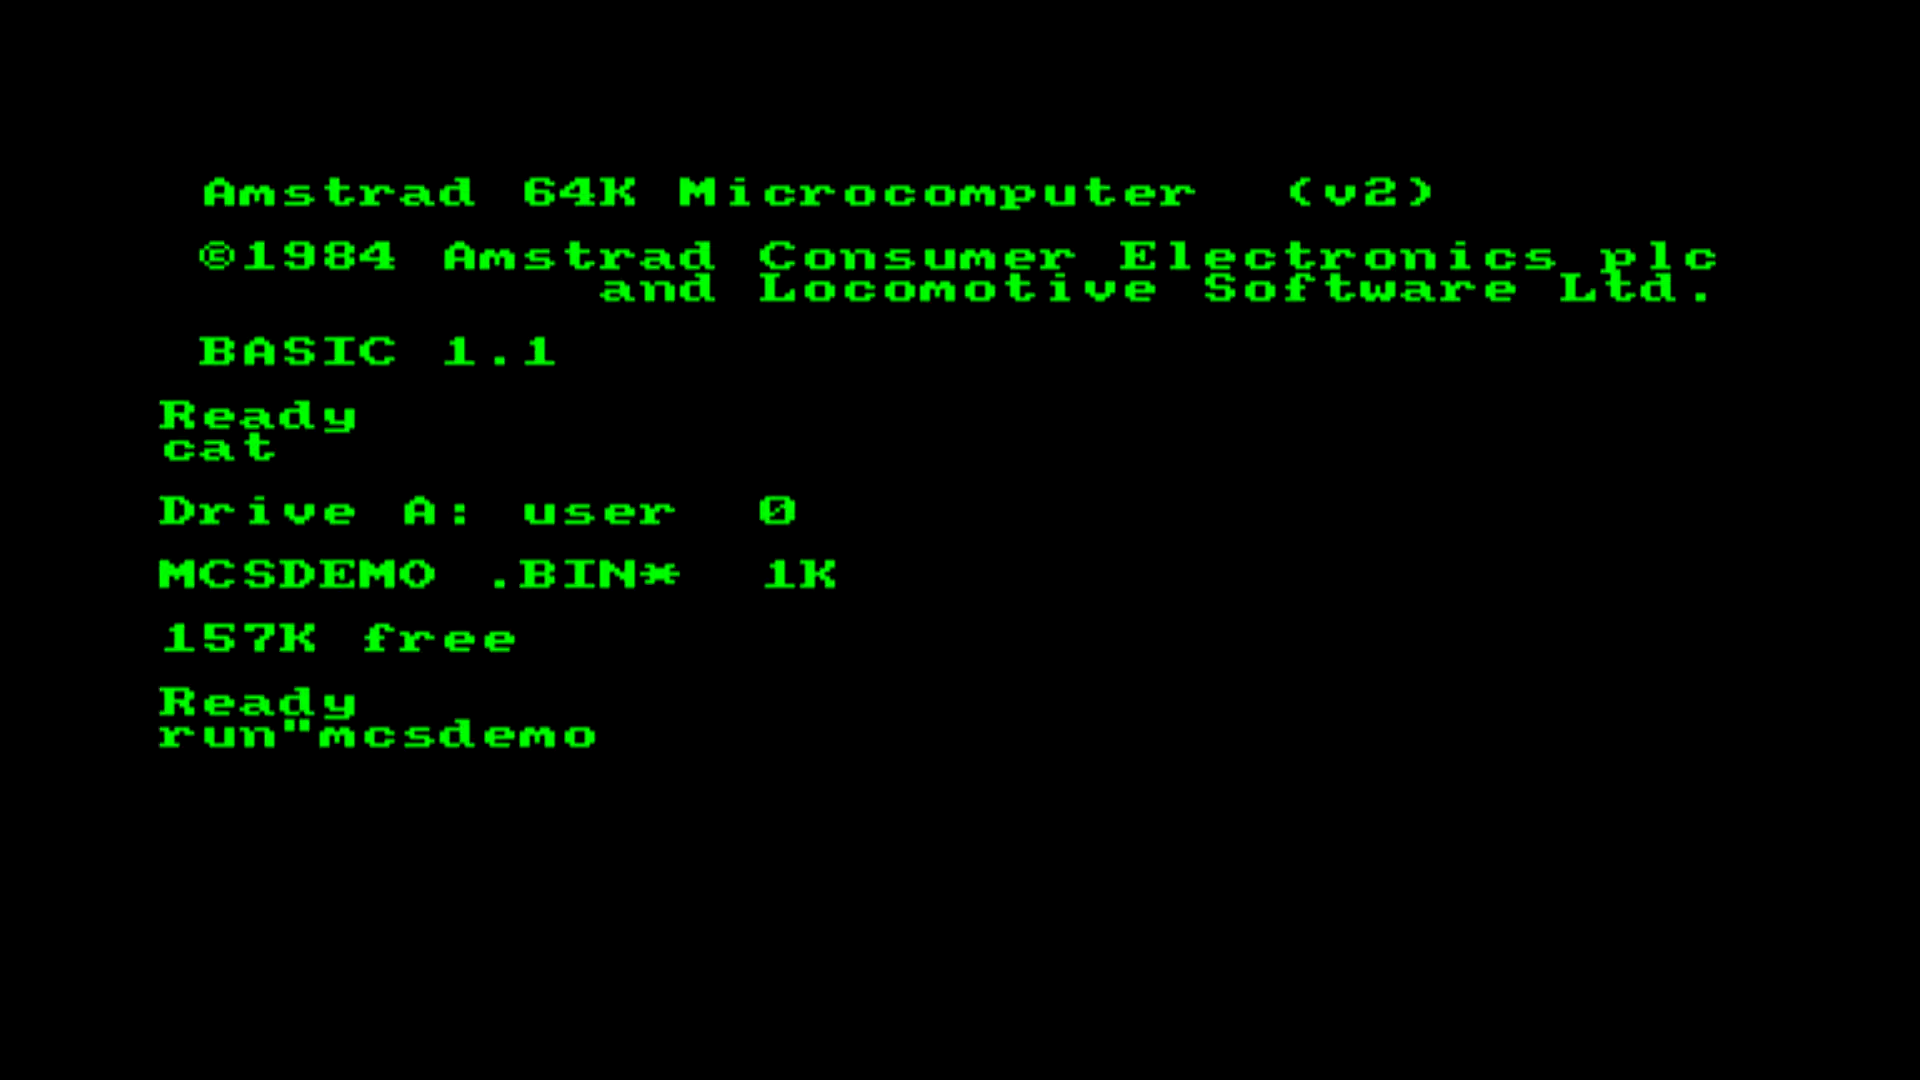 Amstrad 64K Microcomputer  (v2)
©1984 Amstrad Consumer Electronics plc
and Locomotive Software Ltd.
BASIC 1.1
Ready
cat
Drive A: user  0
MCSDEMO .BIN*  1K
157K free
Ready
run"mcsdemo